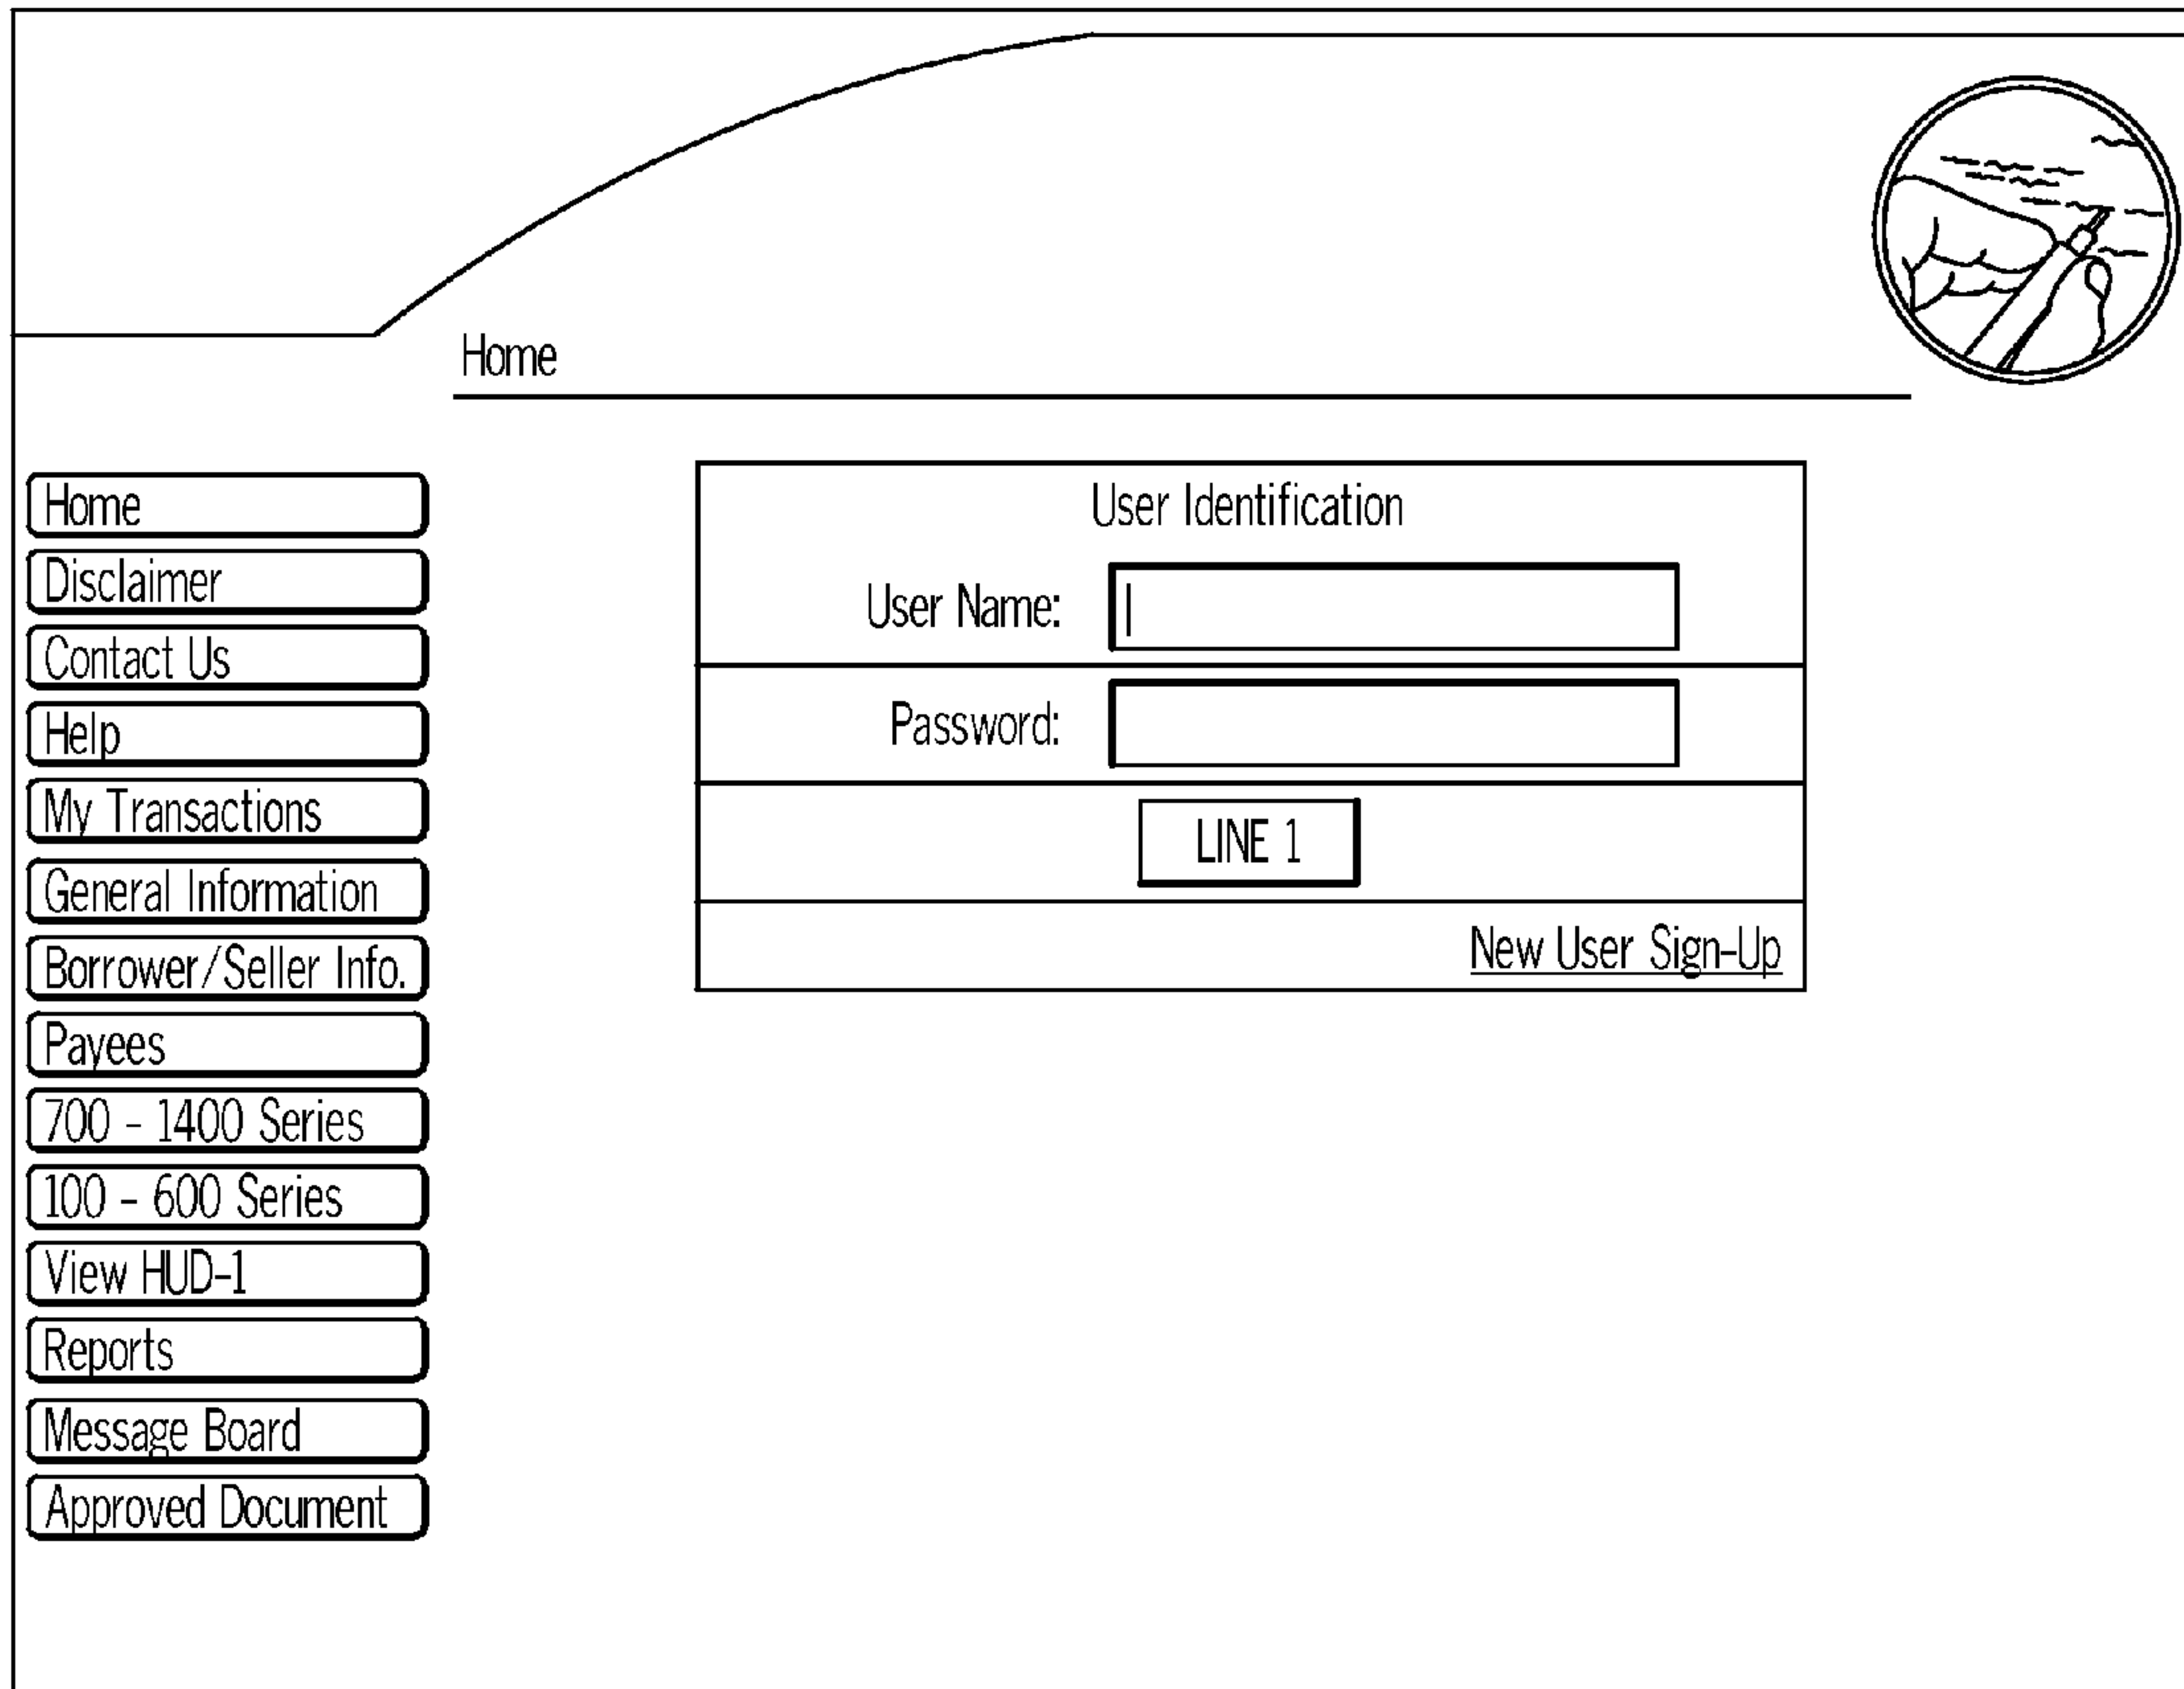 Home
Home
Disclaimer
Contact Us
Help
My Transactions
General Information
Borrower/Seller Info.
Payees
700 - 1400 Series
100 - 600 Series
View HUD-1
Reports
Message Board
Approved Document
User Identification
User Name:
Password:
LINE 1
New User Sign-Up